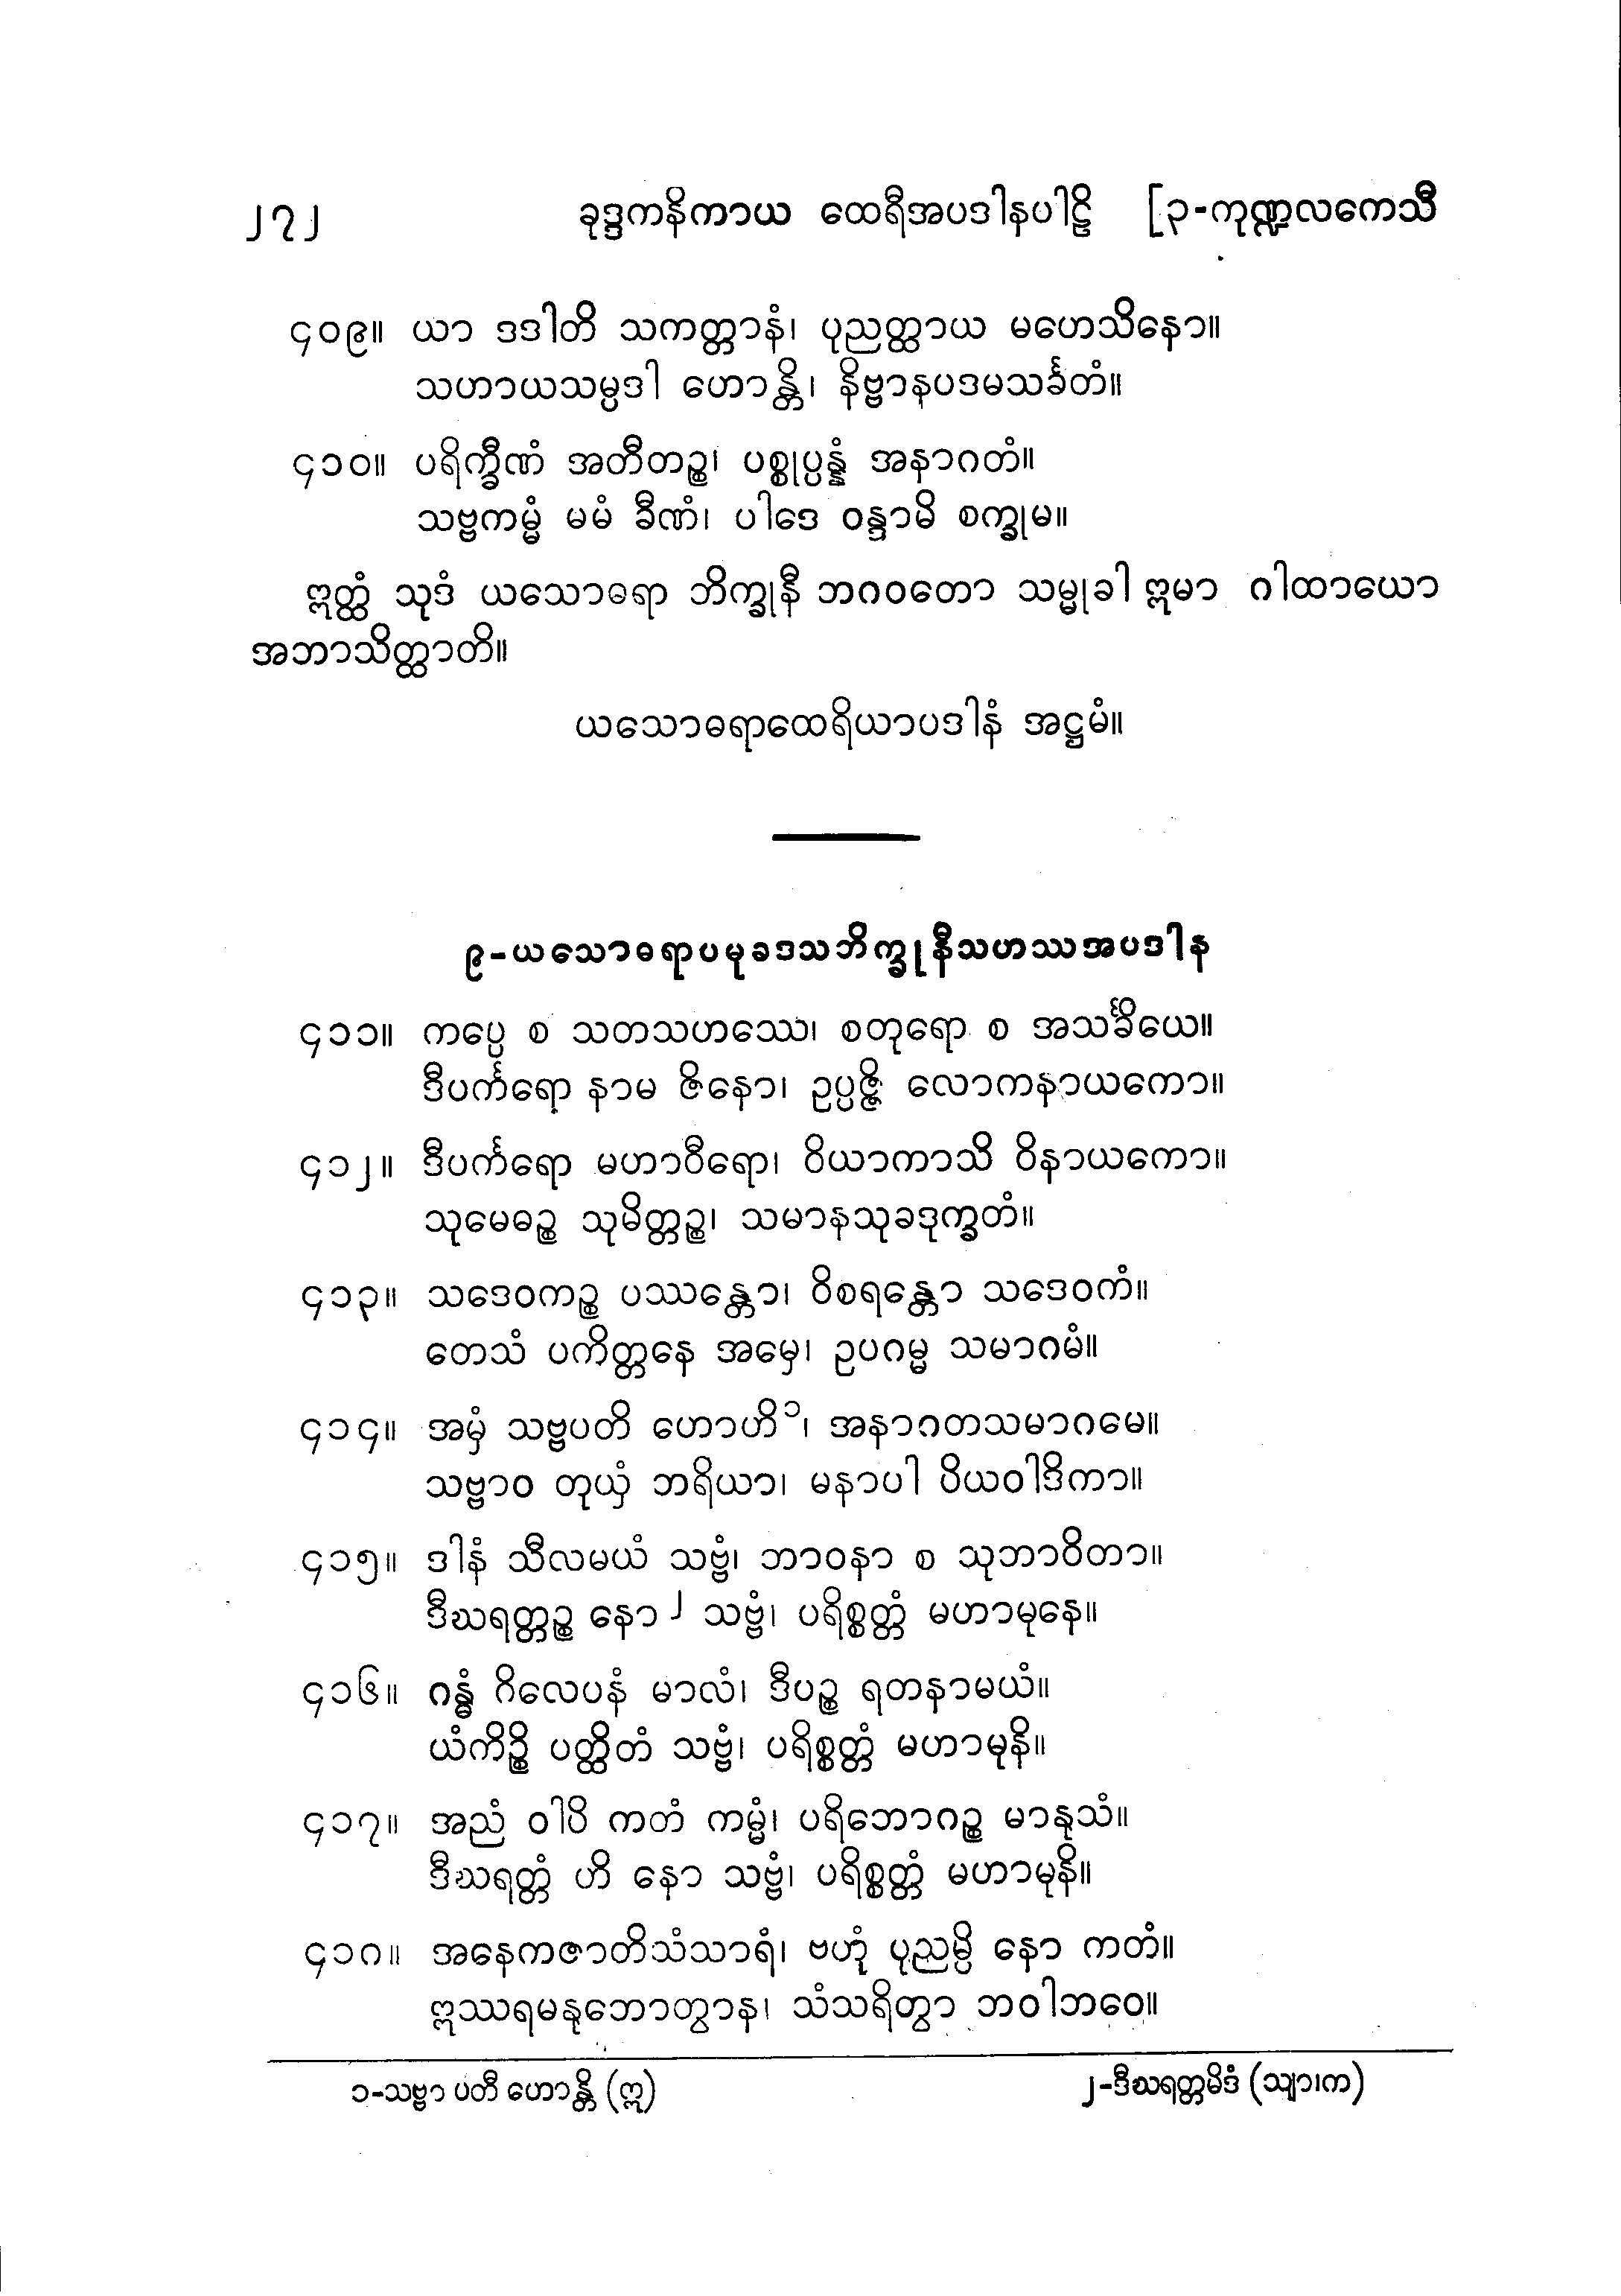 ၂၇၂ ခုဒ္ဒကနိကာယ ထေရီအပဒါနပါဠိ [၃-ကုဏ္ဍလကေသီ
၄၀၉။ ယာ ဒဒါတိ သကတ္တာနံ၊ ပုညတ္ထာယ မဟေသိနော။
သဟာယသမ္ပဒါ ဟောန္တိ၊ နိဗ္ဗာနပဒမသင်္ခတံ။
၄၁၀။ ပရိက္ခီဏံ အတီတဉ္စ၊ ပစ္စုပ္ပန္နံ အနာဂတံ။
သဗ္ဗကမ္မံ မမံ ခီဏံ၊ ပါဒေ ဝန္ဒာမိ စက္ခုမ။
ဣတ္ထံ သုဒံ ယသောဓရာ ဘိက္ခုနီ ဘဂဝတော သမ္မုခါ ဣမာ ဂါထာယော
အဘာသိတ္ထာတိ။
ယသောဓရာထေရိယာပဒါနံ အဋ္ဌမံ။
၉-ယသောဓရာပမုခဒသဘိက္ခုနီသဟဿအပဒါန
၄၁၁။ ကပ္ပေ စ သတသဟဿေ၊ စတုရော စ အသင်္ခိယေ။
ဒီပင်္ကရော နာမ ဇိနော၊ ဥပ္ပဇ္ဇိ လောကနာယကော။
၄၁၂။ ဒီပင်္ကရော မဟာဝီရော၊ ဝိယာကာသိ ဝိနာယကော။
သုမေဓဉ္စ သုမိတ္တဉ္စ၊ သမာနသုခဒုက္ခတံ။
၄၁၃။ သဒေဝကဉ္စ ပဿန္တော၊ ဝိစရန္တော သဒေဝကံ။
တေသံ ပကိတ္တနေ အမှေ၊ ဥပဂမ္မ သမာဂမံ။
၄၁၄။ အမှံ သဗ္ဗပတိ ဟောဟိ၁၊ အနာဂတသမာဂမေ။
သဗ္ဗာဝ တုယှံ ဘရိယာ၊ မနာပါ ပိယဝါဒိကာ။
၄၁၅။ ဒါနံ သီလမယံ သဗ္ဗံ၊ ဘာဝနာ စ သုဘာဝိတာ။
ဒီဃရတ္တဉ္စ နော၂ သဗ္ဗံ၊ ပရိစ္စတ္တံ မဟာမုနေ။
၄၁၆။ ဂန္ဓံ ဂိလေပနံ မာလံ၊ ဒီပဉ္စ ရတနာမယံ။
ယံကိဉ္စိ ပတ္ထိတံ သဗ္ဗံ၊ ပရိစ္စတ္တံ မဟာမုနိ။
၄၁၇။ အညံ ဝါပိ ကတံ ကမ္မံ၊ ပရိဘောဂဉ္စ မာနုသံ။
ဒီဃရတ္တံ ဟိ နော သဗ္ဗံ၊ ပရိစ္စတ္တံ မဟာမုနိ။
၄၁၈။ အနေကဇာတိသံသာရံ၊ ဗဟုံ ပုညမ္ပိ နော ကတံ။
ဣဿရမနုဘောတွာန၊ သံသရိတွာ ဘဝါဘဝေ။
၁-သဗ္ဗာ ပတီ ဟောန္တိ (ဣ) ၂-ဒီဃရတ္တမိဒံ (သျာ၊က)